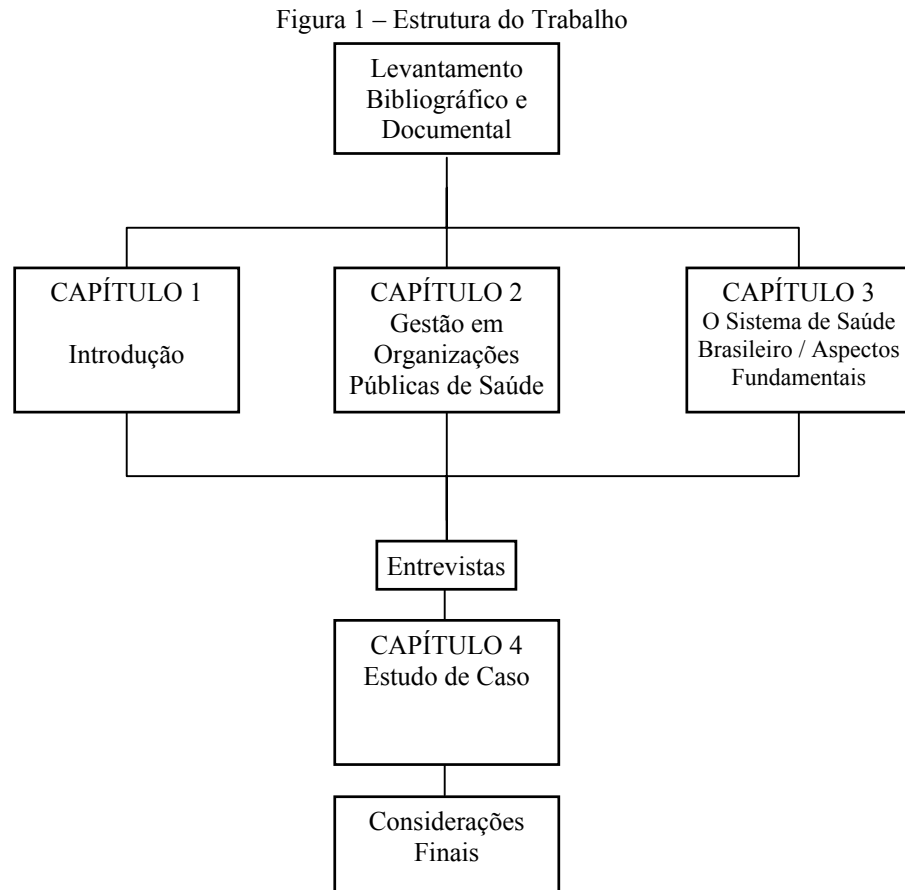 Figura 1 – Estrutura do Trabalho
Levantamento
Bibliográfico e
Documental
CAPÍTULO 1
Introdução
CAPÍTULO 2
Gestão em
Organizações
Públicas de Saúde
CAPÍTULO 3
O Sistema de Saúde
Brasileiro / Aspectos
Fundamentais
Entrevistas
CAPÍTULO 4
Estudo de Caso
Considerações
Finais